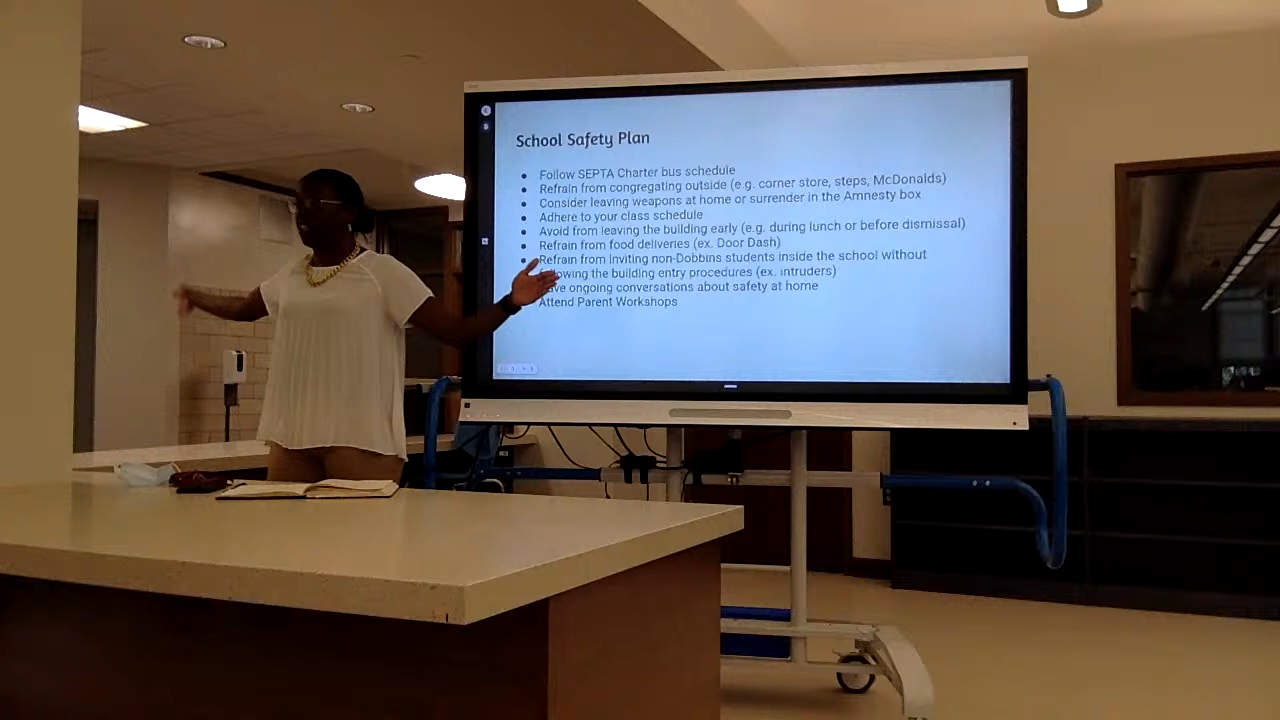 School Safety Plan
● Follow SEPTA Charter bus schedule
● Refrain from congregating outside (e.g. corner store, steps, McDonalds)
● Consider leaving weapons at home or surrender in the Amnesty box
● Adhere to your class schedule
● Avoid from leaving the building early (e.g. during lunch or before dismissal)
● Refrain from food deliveries (ex. Door Dash)
● Refrain from inviting non-Dobbins students inside the school without
following the building entry procedures (ex. intruders)
Have ongoing conversations about safety at home
Attend Parent Workshops